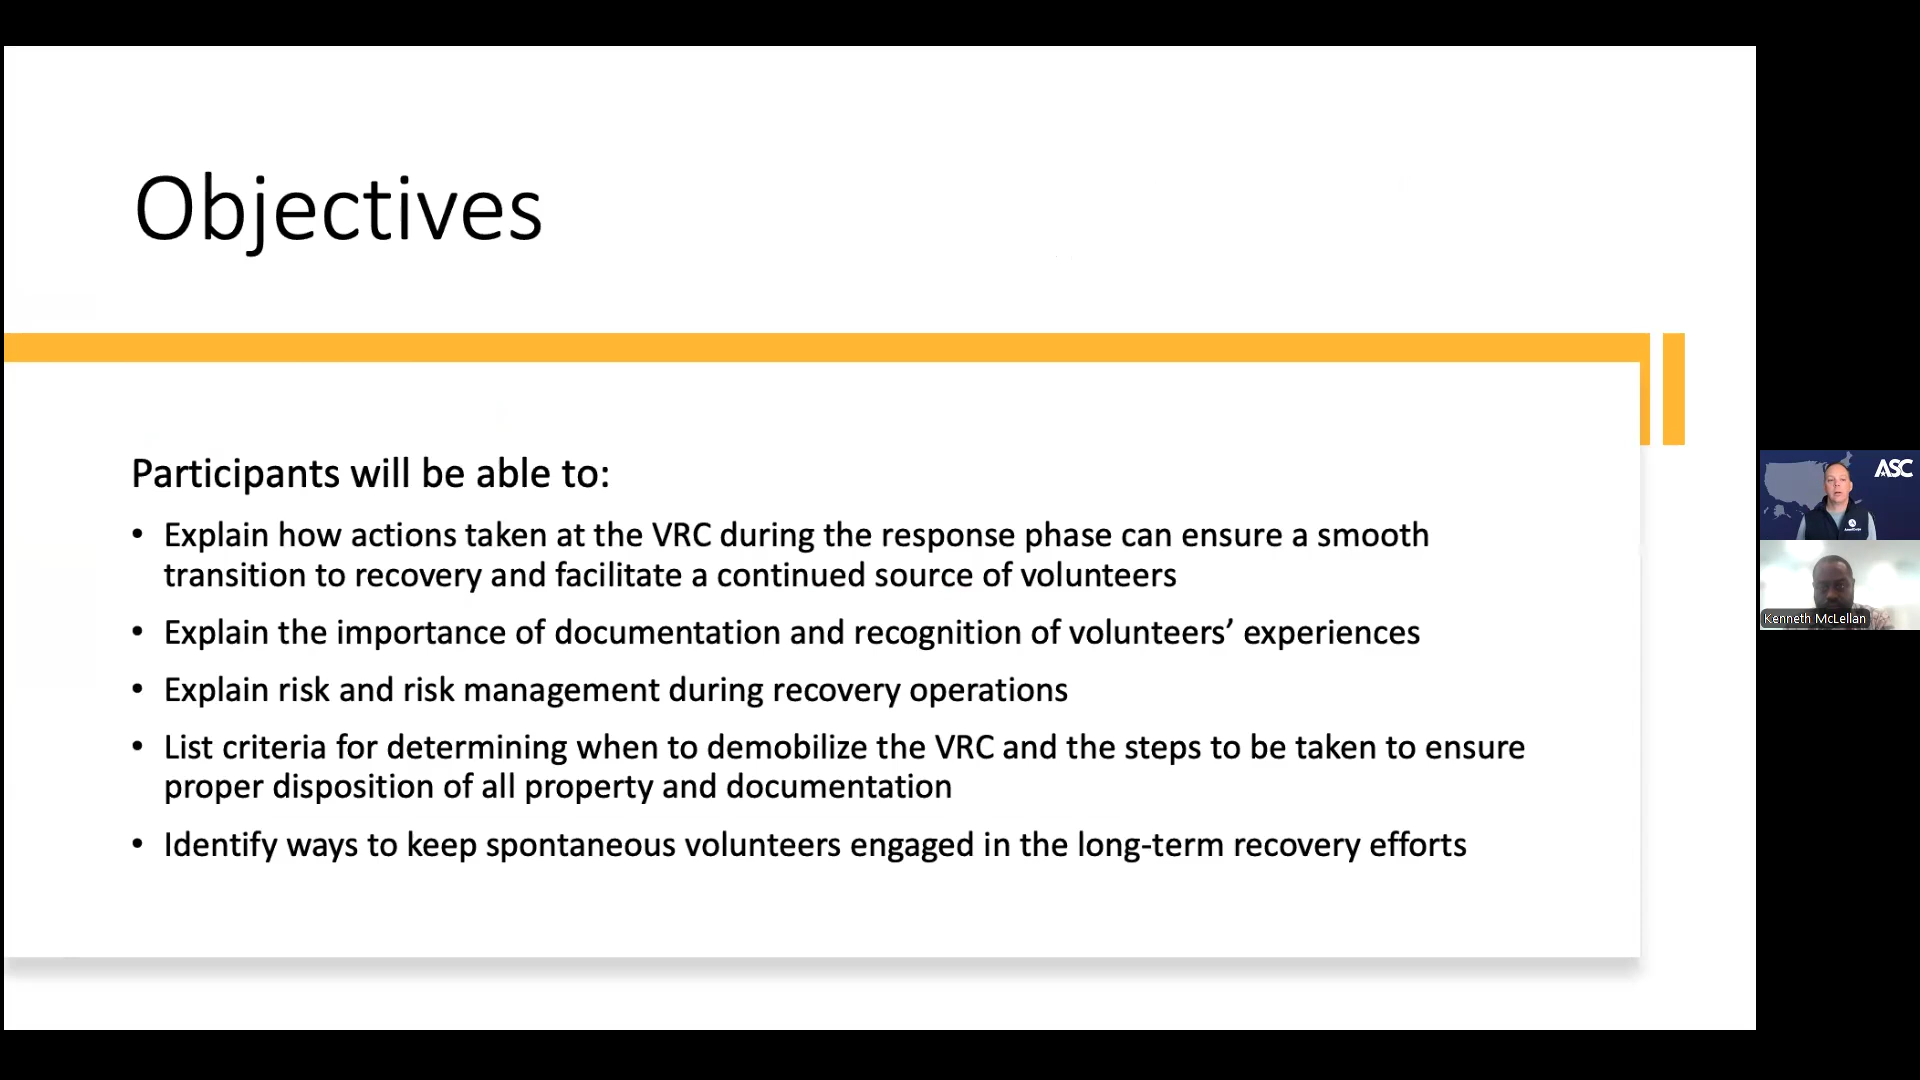 Objectives
Participants will be able to:
• Explain how actions taken at the VRC during the response phase can ensure a smooth
transition to recovery and facilitate a continued source of volunteers
• Explain the importance of documentation and recognition of volunteers’ experiences
• Explain risk and risk management during recovery operations
• List criteria for determining when to demobilize the VRC and the steps to be taken to ensure
proper disposition of all property and documentation
• Identify ways to keep spontaneous volunteers engaged in the long-term recovery efforts
ASC
Kenneth McLellan